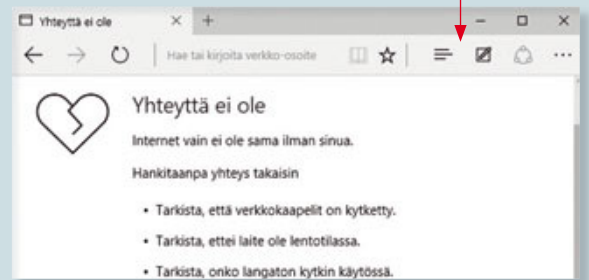 Yhteyttä ei ole
Hae tai kirjoita verkko-osoite
Yhteyttä ei ole
Internet vain ei ole sama ilman sinua.
Hankitaanpa yhteys takaisin
• Tarkista, että verkkokaapelit on kytketty.
• Tarkista, ettei laite ole lentotilassa.
• Tarkista, onko langaton kytkin käytössä.